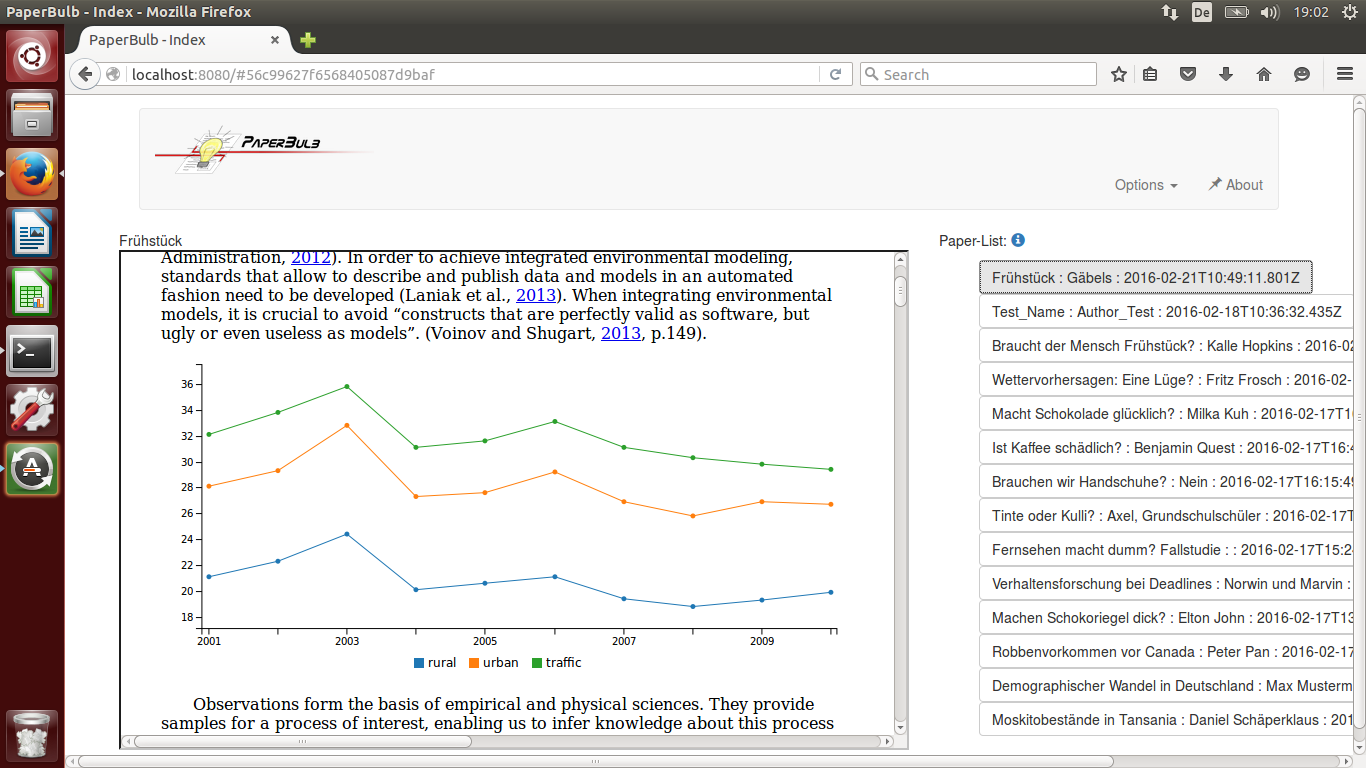 PaperBulb - Index - Mozilla Firefox
De
19:02
PaperBulb - Index
localhost:8080/#56c99627f6568405087d9baf
Search
PaperBulb
Options
About
Frühstück
Administration, 2012). In order to achieve integrated environmental modeling,
standards that allow to describe and publish data and models in an automated
fashion need to be developed (Laniak et al., 2013). When integrating environmental
models, it is crucial to avoid “constructs that are perfectly valid as software, but
ugly or even useless as models”. (Voinov and Shugart, 2013, p.149).
36
34
32
30
28
26
24
22
20
18
2001 2003 2005 2007 2009
rural urban traffic
Observations form the basis of empirical and physical sciences. They provide
samples for a process of interest, enabling us to infer knowledge about this process
Paper-List:
Frühstück : Gäbels : 2016-02-21T10:49:11.801Z
Test_Name : Author_Test : 2016-02-18T10:36:32.435Z
Braucht der Mensch Frühstück? : Kalle Hopkins : 2016-02
Wettervorhersagen: Eine Lüge? : Fritz Frosch : 2016-02-
Macht Schokolade glücklich? : Milka Kuh : 2016-02-17T1
Ist Kaffee schädlich? : Benjamin Quest : 2016-02-17T16:4
Brauchen wir Handschuhe? : Nein : 2016-02-17T16:15:49
Tinte oder Kulli? : Axel, Grundschulschüler : 2016-02-17T
Fernsehen macht dumm? Fallstudie : : 2016-02-17T15:2
Verhaltensforschung bei Deadlines : Norwin und Marvin :
Machen Schokoriegel dick? : Elton John : 2016-02-17T13
Robbenvorkommen vor Canada : Peter Pan : 2016-02-17
Demographischer Wandel in Deutschland : Max Musterm
Moskitobestände in Tansania : Daniel Schäperklaus : 201